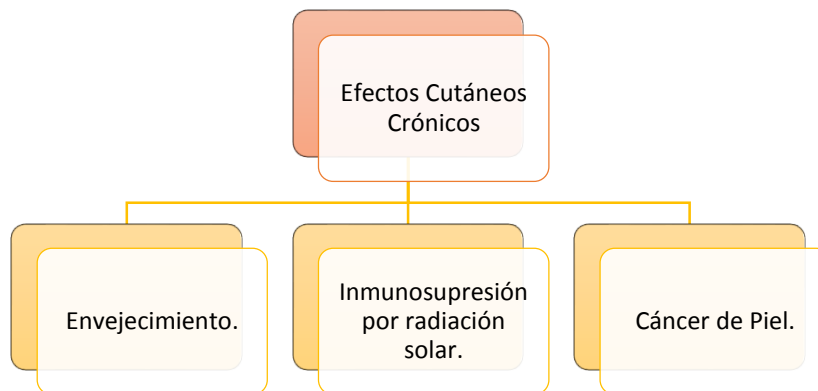 Efectos Cutáneos
Crónicos
Envejecimiento.
Inmunosupresión
por radiación
solar.
Cáncer de Piel.